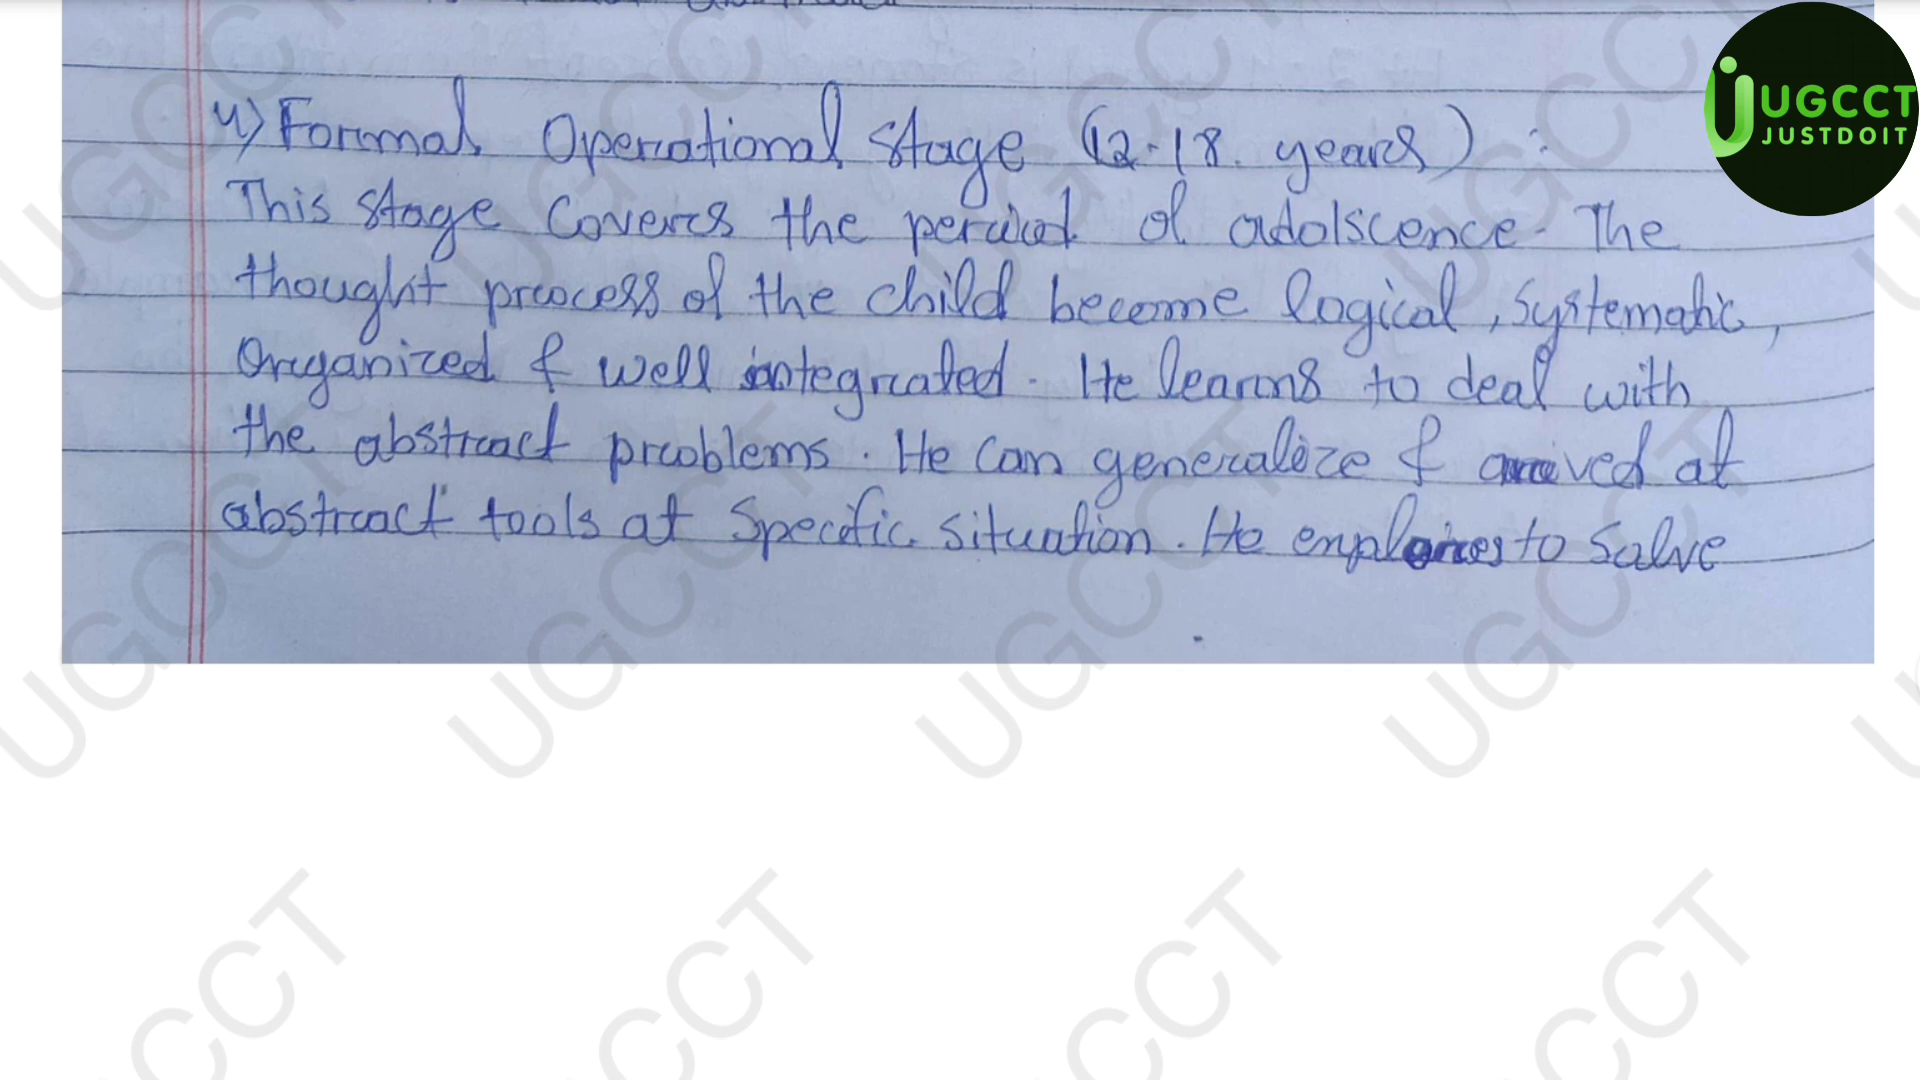 UGCCT
JUSTDOIT
4) Formal Operational Stage (12-18 years) :
This stage covers the period of adolscence. The
thought process of the child become logical, systematic,
Organized & well integrated. He learns to deal with
the abstract problems. He can generalize & arrived at
abstract tools at Specific situation. He explores to solve